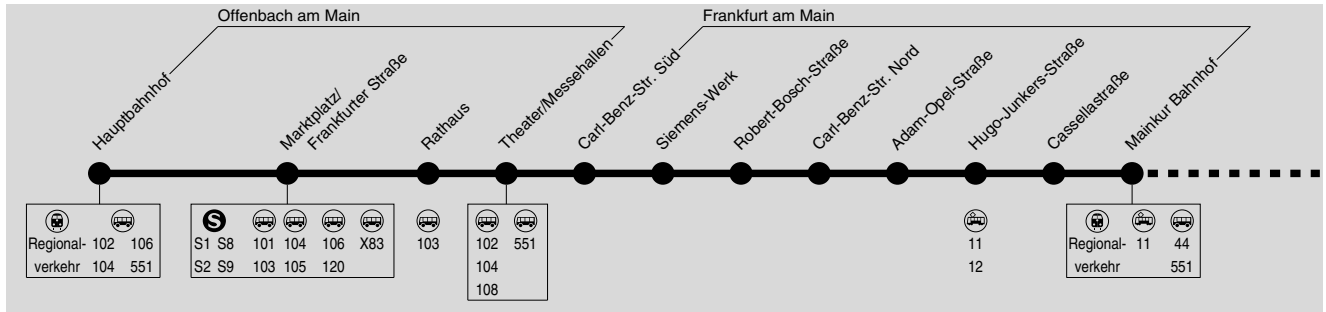 Offenbach am Main
Frankfurt am Main
Hauptbahnhof
Marktplatz/
Frankfurter Straße
Rathaus
Theater/Messehallen
Carl-Benz-Str. Süd
Siemens-Werk
Robert-Bosch-Straße
Carl-Benz-Str. Nord
Adam-Opel-Straße
Hugo-Junkers-Straße
Cassellastraße
Mainkur Bahnhof
Regional- 102 106
verkehr 104 551
S
S1 S8 101 104 106 X83
S2 S9 103 105 120
103
102 551
104
108
11
12
Regional- 11 44
verkehr 551